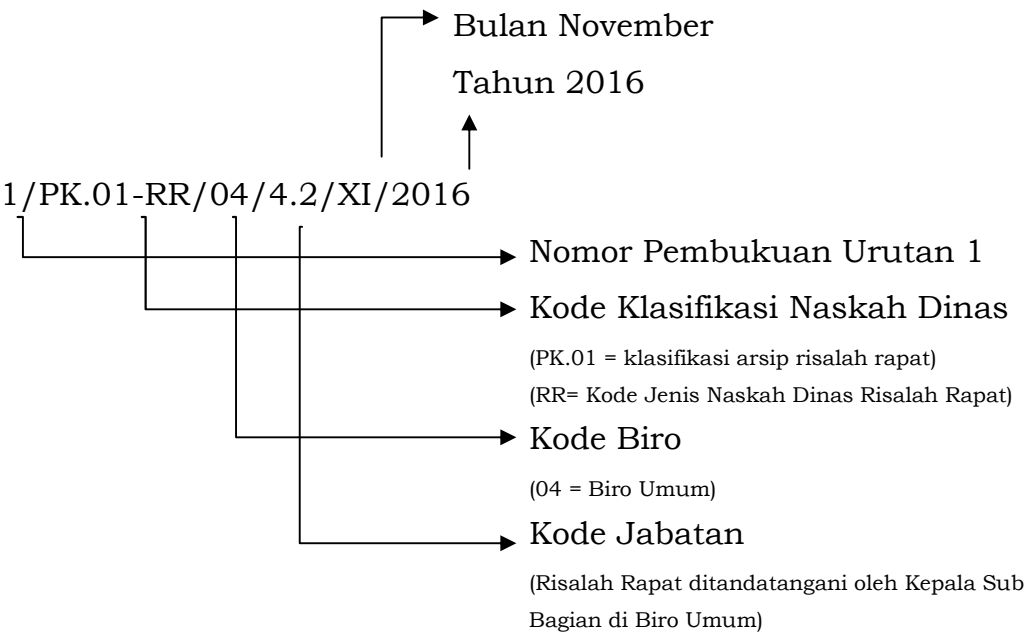 Bulan November
Tahun 2016
1/PK.01-RR/04/4.2/XI/2016
Nomor Pembukuan Urutan 1
Kode Klasifikasi Naskah Dinas
(PK.01 = klasifikasi arsip risalah rapat)
(RR= Kode Jenis Naskah Dinas Risalah Rapat)
Kode Biro
(04 = Biro Umum)
Kode Jabatan
(Risalah Rapat ditandatangani oleh Kepala Sub
Bagian di Biro Umum)